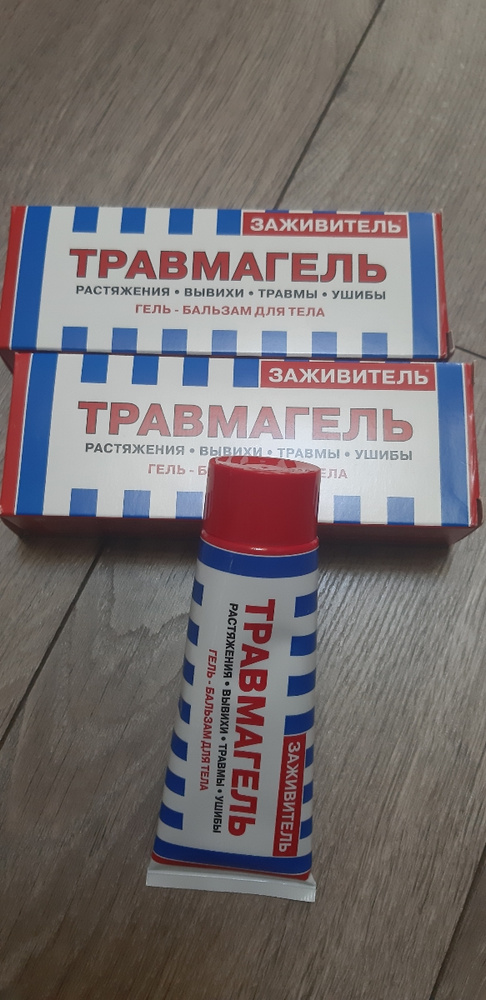 ЗАЖИВИТЕЛЬ®
ТРАВМАГЕЛЬ
РАСТЯЖЕНИЯ • ВЫВИХИ • ТРАВМЫ • УШИБЫ
ГЕЛЬ - БАЛЬЗАМ ДЛЯ ТЕЛА
ЗАЖИВИТЕЛЬ®
ТРАВМАГЕЛЬ
РАСТЯЖЕНИЯ • ВЫВИХИ • ТРАВМЫ • УШИБЫ
ГЕЛЬ - ТЕЛА
ЗАЖИВИТЕЛЬ
ТРАВМАГЕЛЬ
РАСТЯЖЕНИЯ • ВЫВИХИ • ТРАВМЫ • УШИБЫ
ГЕЛЬ - БАЛЬЗАМ ДЛЯ ТЕЛА